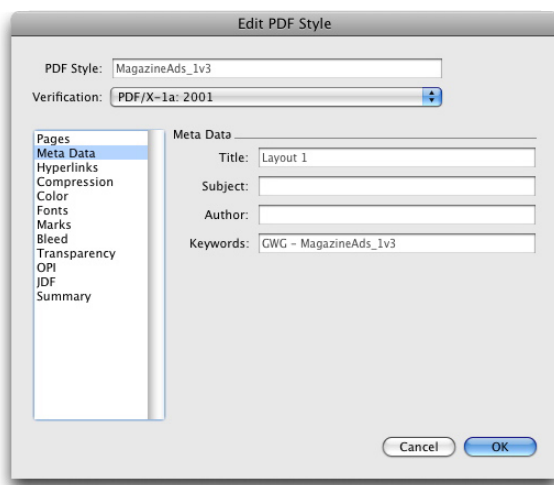 Edit PDF Style
PDF Style: MagazineAds_1v3
Verification: PDF/X-1a: 2001
Pages
Meta Data
Hyperlinks
Compression
Color
Fonts
Marks
Bleed
Transparency
OPI
JDF
Summary
Meta Data
Title: Layout 1
Subject:
Author:
Keywords: GWG - MagazineAds_1v3
Cancel OK